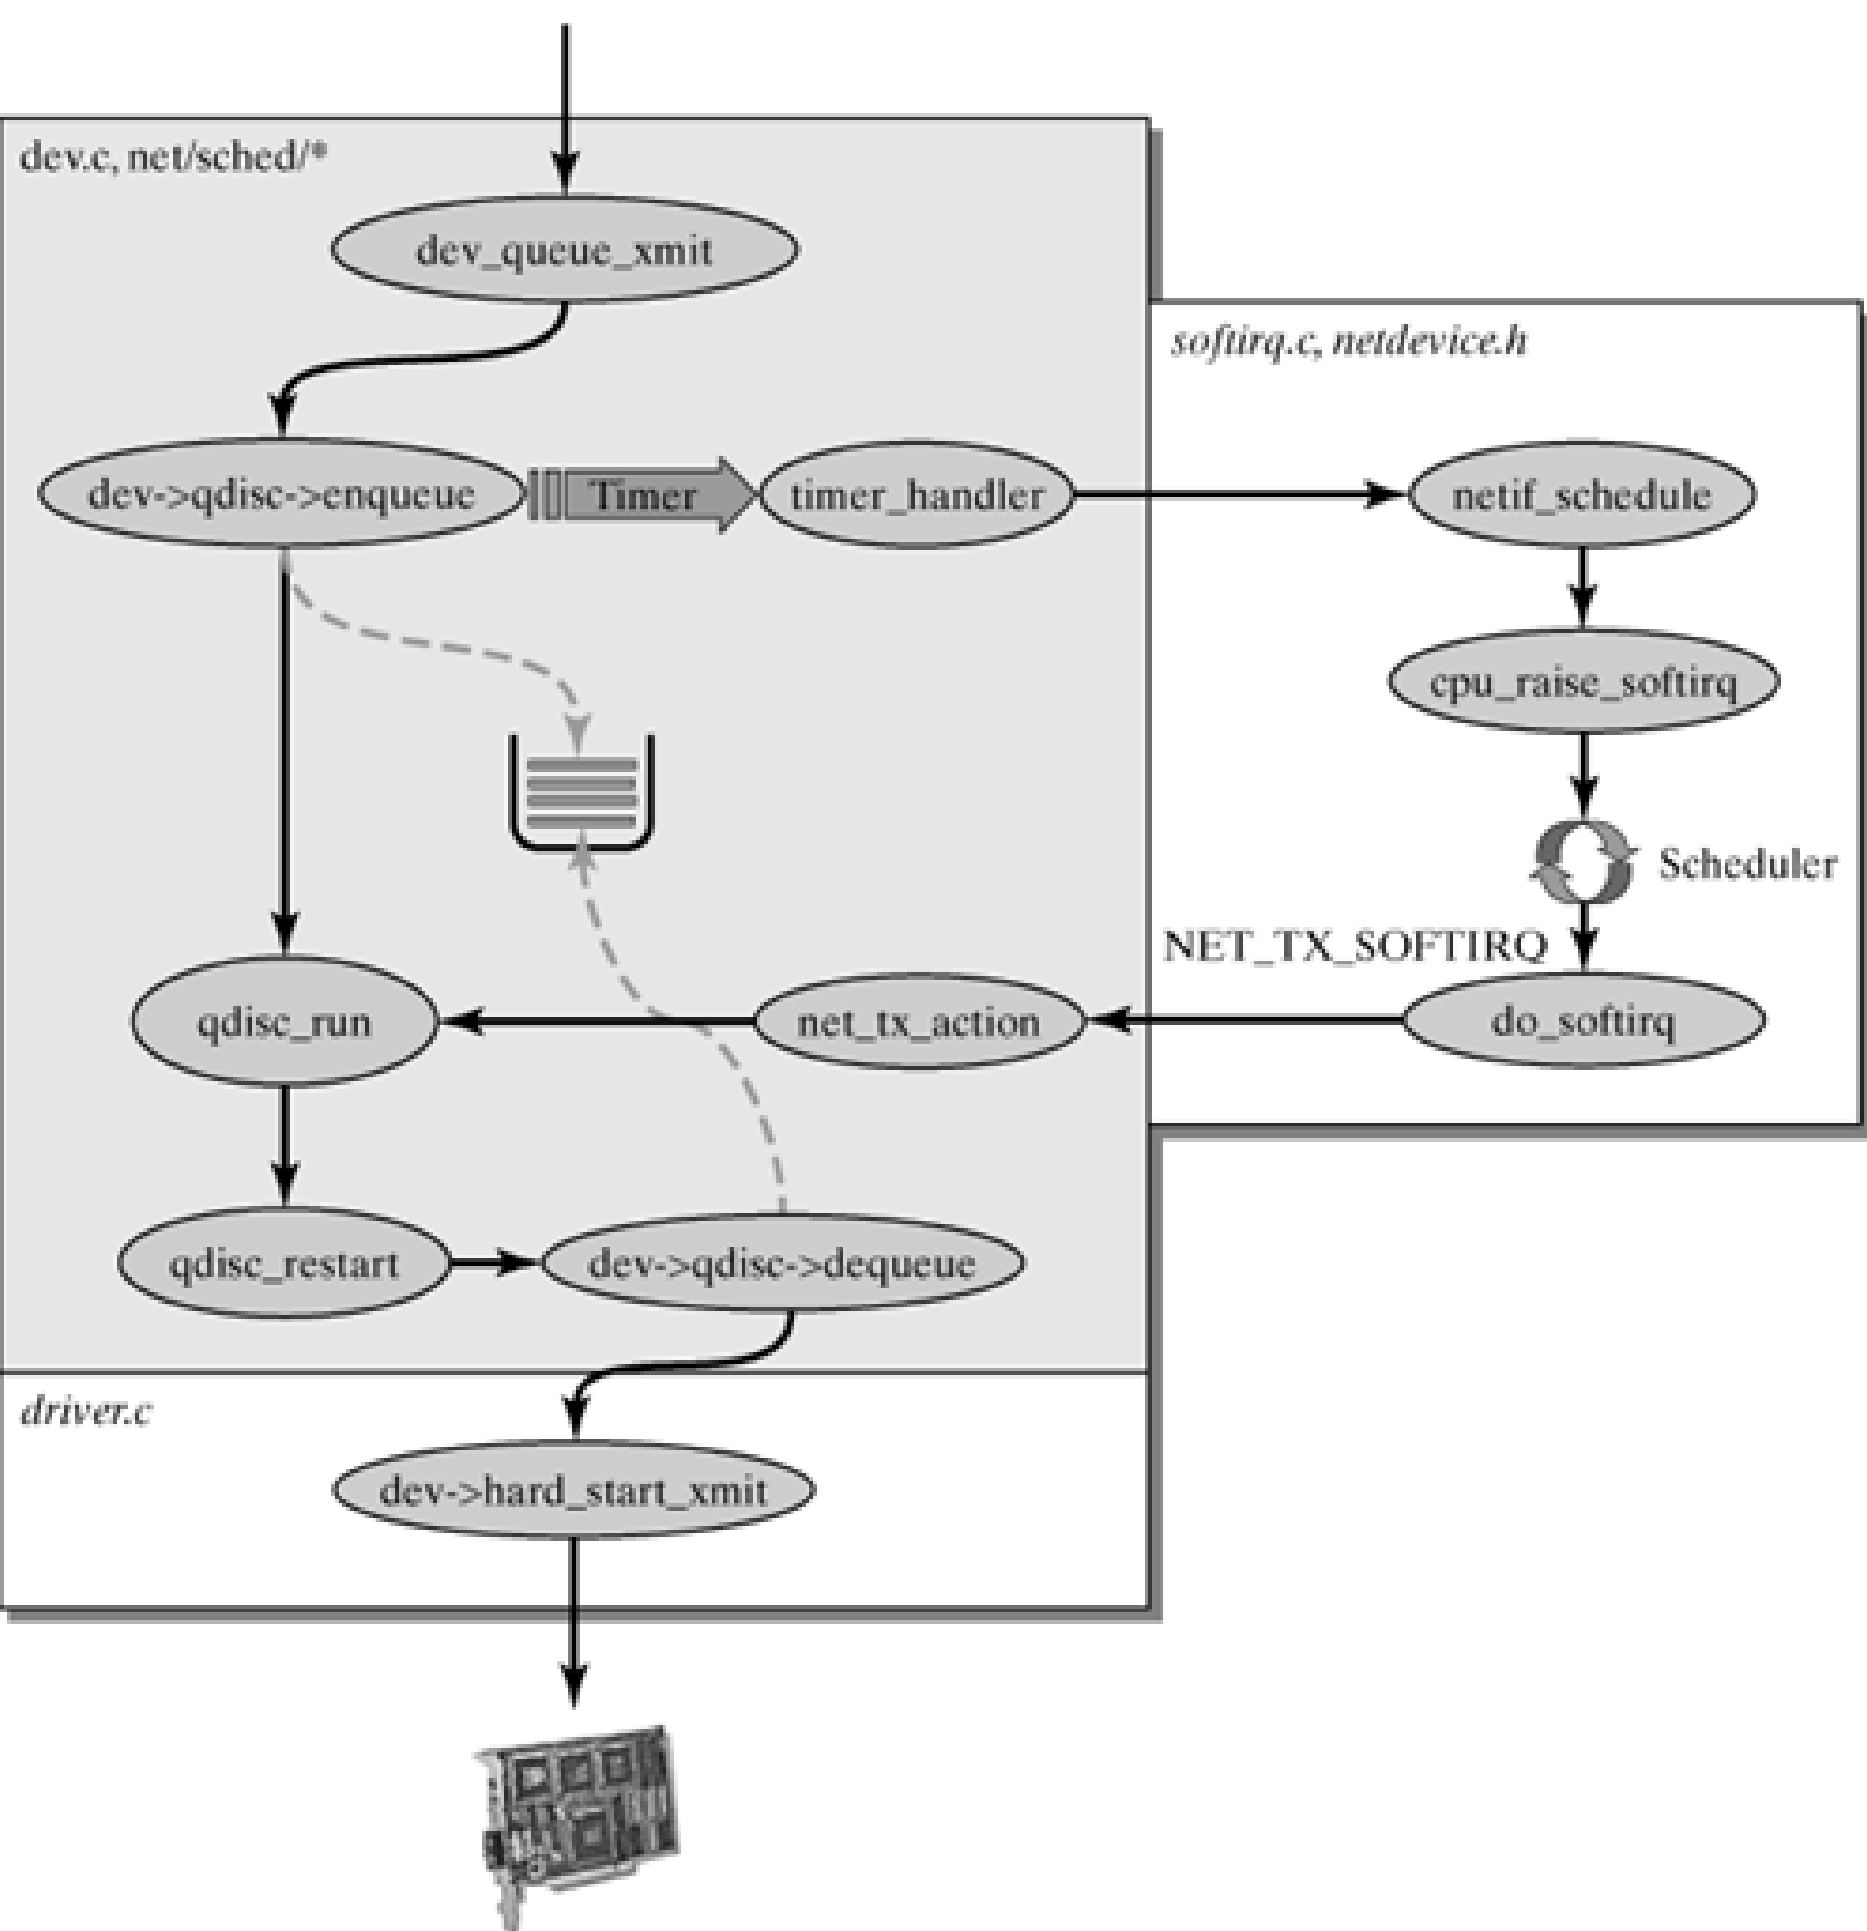 dev.c, net/sched/*
dev_queue_xmit
softirq.c, netdevice.h
dev->qdisc->enqueue
Timer
timer_handler
netif_schedule
cpu_raise_softirq
Scheduler
NET_TX_SOFTIRQ
qdisc_run
net_tx_action
do_softirq
qdisc_restart
dev->qdisc->dequeue
driver.c
dev->hard_start_xmit